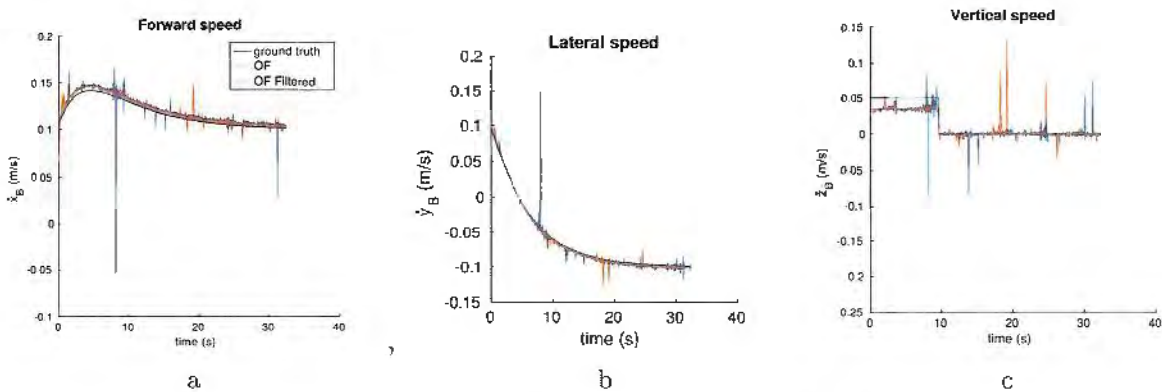 Forward speed
0.2
0.15
0.1
0.05
0
-0.05
-0.1
ẋ_B (m/s)
0 10 20 30 40
time (s)
ground truth
OF
OF Filtered
a
,
Lateral speed
0.2
0.15
0.1
0.05
0
-0.05
-0.1
-0.15
ẏ_B (m/s)
0 10 20 30 40
time (s)
b
Vertical speed
0.15
0.1
0.05
0
-0.05
-0.1
0.15
0.2
0.25
ż_B (m/s)
0 10 20 30 40
time (s)
c